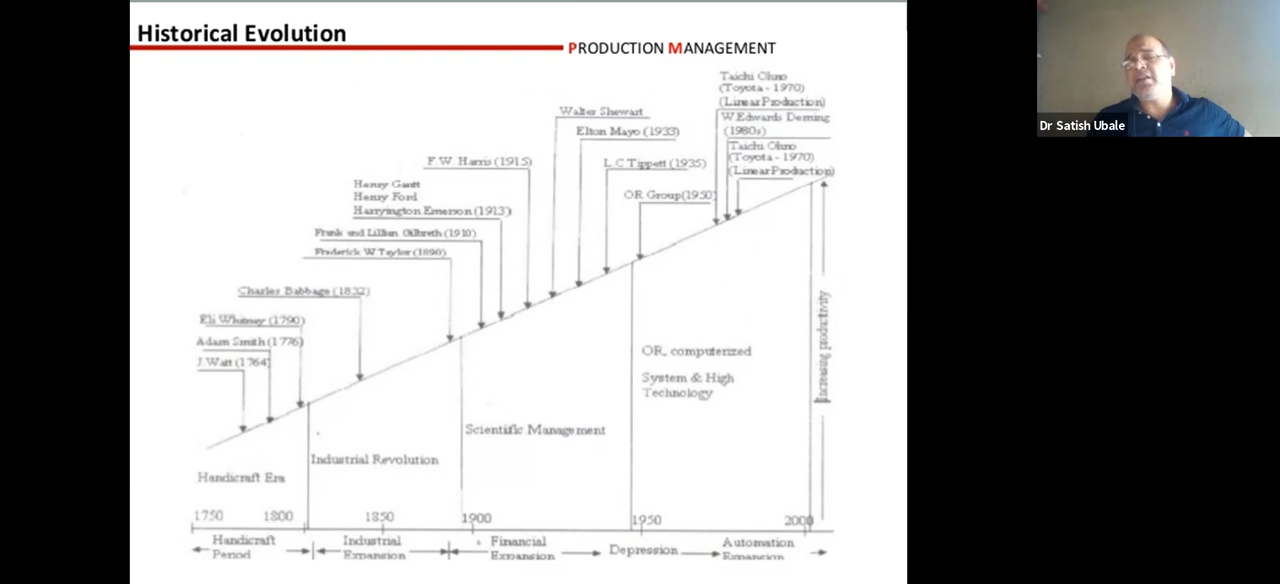 Historical Evolution
PRODUCTION MANAGEMENT
Taichi Ohno
(Toyota - 1970)
(Linear Production)
W.Edwards Deming
(1980s)
Taichi Ohno
(Toyota - 1970)
(Linear Production)
Walter Shewart
Elton Mayo (1933)
L.C Tippett (1935)
OR Group(1950)
F.W. Harris (1915)
Henry Gantt
Henry Ford
Harryington Emerson (1913)
Frank and Lillian Gilbreth (1910)
Frederick W Taylor (1890)
Charles Babbage (1832)
Eli Whitney (1790)
Adam Smith (1776)
J.Watt (1764)
Increasing productivity
OR, computerized
System & High
Technology
Scientific Management
Industrial Revolution
Handicraft Era
1750
1800
1850
1900
1950
2000
Handicraft
Period
Industrial
Expansion
Financial
Expansion
Depression
Automation
Expansion
Dr Satish Ubale